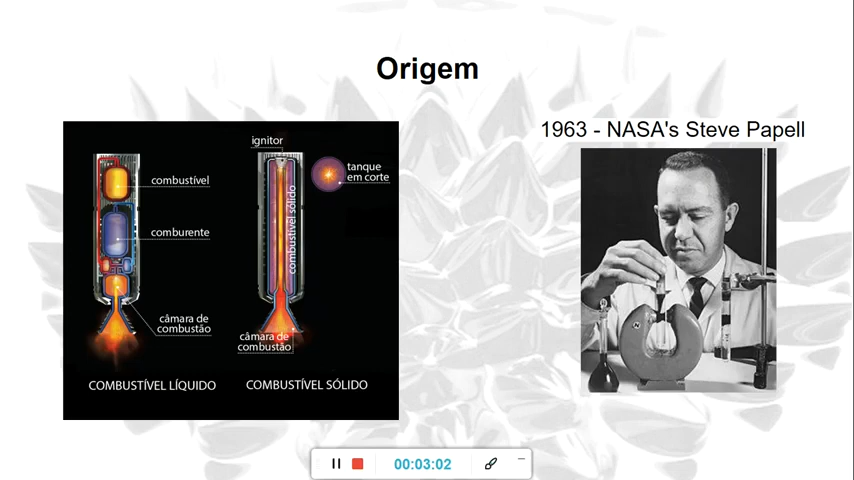 Origem
1963 - NASA's Steve Papell
ignitor
tanque
em corte
combustível
combustível sólido
comburente
câmara de
combustão
câmara de
combustão
COMBUSTÍVEL LÍQUIDO
COMBUSTÍVEL SÓLIDO
N
00:03:02